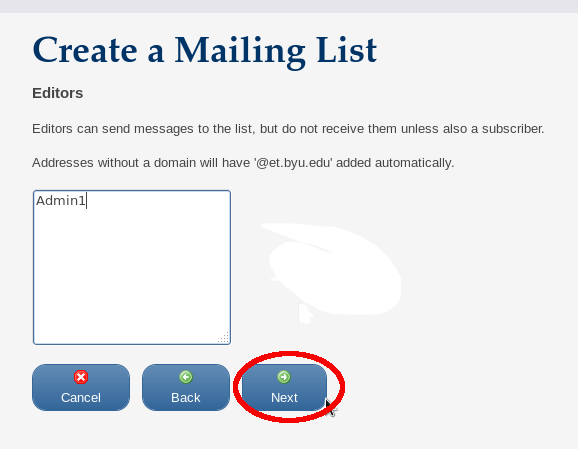 Create a Mailing List
Editors
Editors can send messages to the list, but do not receive them unless also a subscriber.
Addresses without a domain will have '@et.byu.edu' added automatically.
Admin1
Cancel Back Next